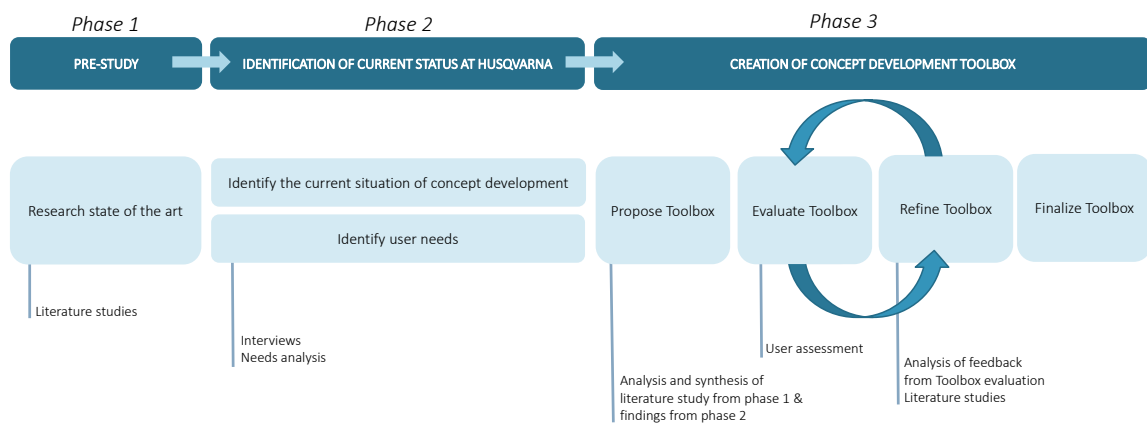 Phase 1
Phase 2
Phase 3
PRE-STUDY
IDENTIFICATION OF CURRENT STATUS AT HUSQVARNA
CREATION OF CONCEPT DEVELOPMENT TOOLBOX
Research state of the art
Identify the current situation of concept development
Identify user needs
Propose Toolbox
Evaluate Toolbox
Refine Toolbox
Finalize Toolbox
Literature studies
Interviews
Needs analysis
Analysis and synthesis of
literature study from phase 1 &
findings from phase 2
User assessment
Analysis of feedback
from Toolbox evaluation
Literature studies